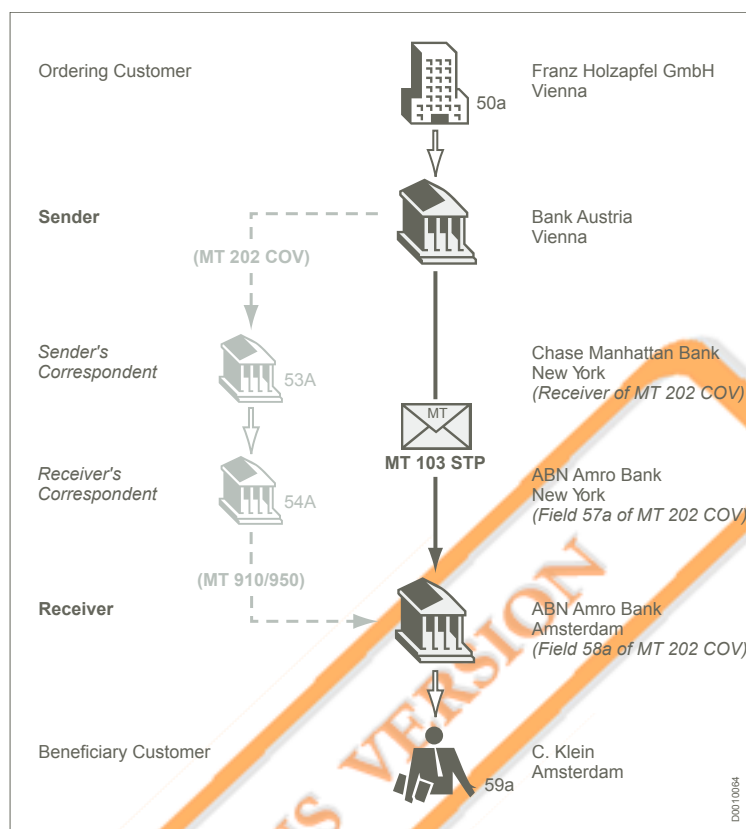 Ordering Customer
50a
Franz Holzapfel GmbH
Vienna
Sender
Bank Austria
Vienna
(MT 202 COV)
Sender's
Correspondent
53A
Chase Manhattan Bank
New York
(Receiver of MT 202 COV)
MT
MT 103 STP
Receiver's
Correspondent
54A
ABN Amro Bank
New York
(Field 57a of MT 202 COV)
(MT 910/950)
Receiver
ABN Amro Bank
Amsterdam
(Field 58a of MT 202 COV)
Beneficiary Customer
59a
C. Klein
Amsterdam
D0010064
VERSION